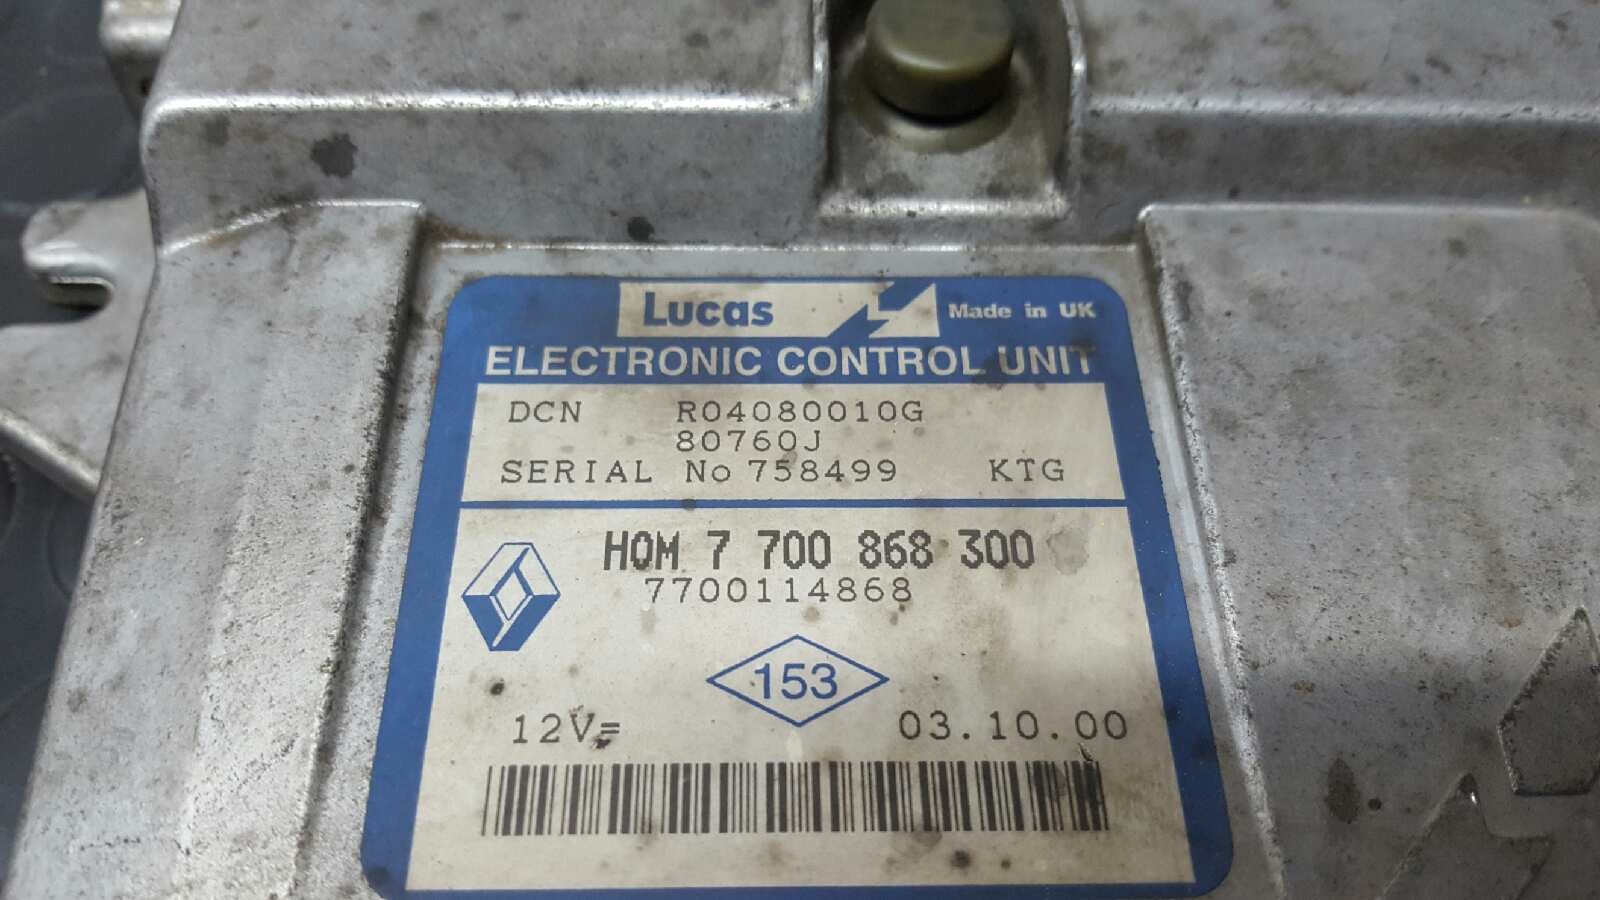 Lucas Made in UK
ELECTRONIC CONTROL UNIT
DCN R04080010G
80760J
SERIAL No 758499 KTG
HOM 7 700 868 300
7700114868
153
12V= 03.10.00